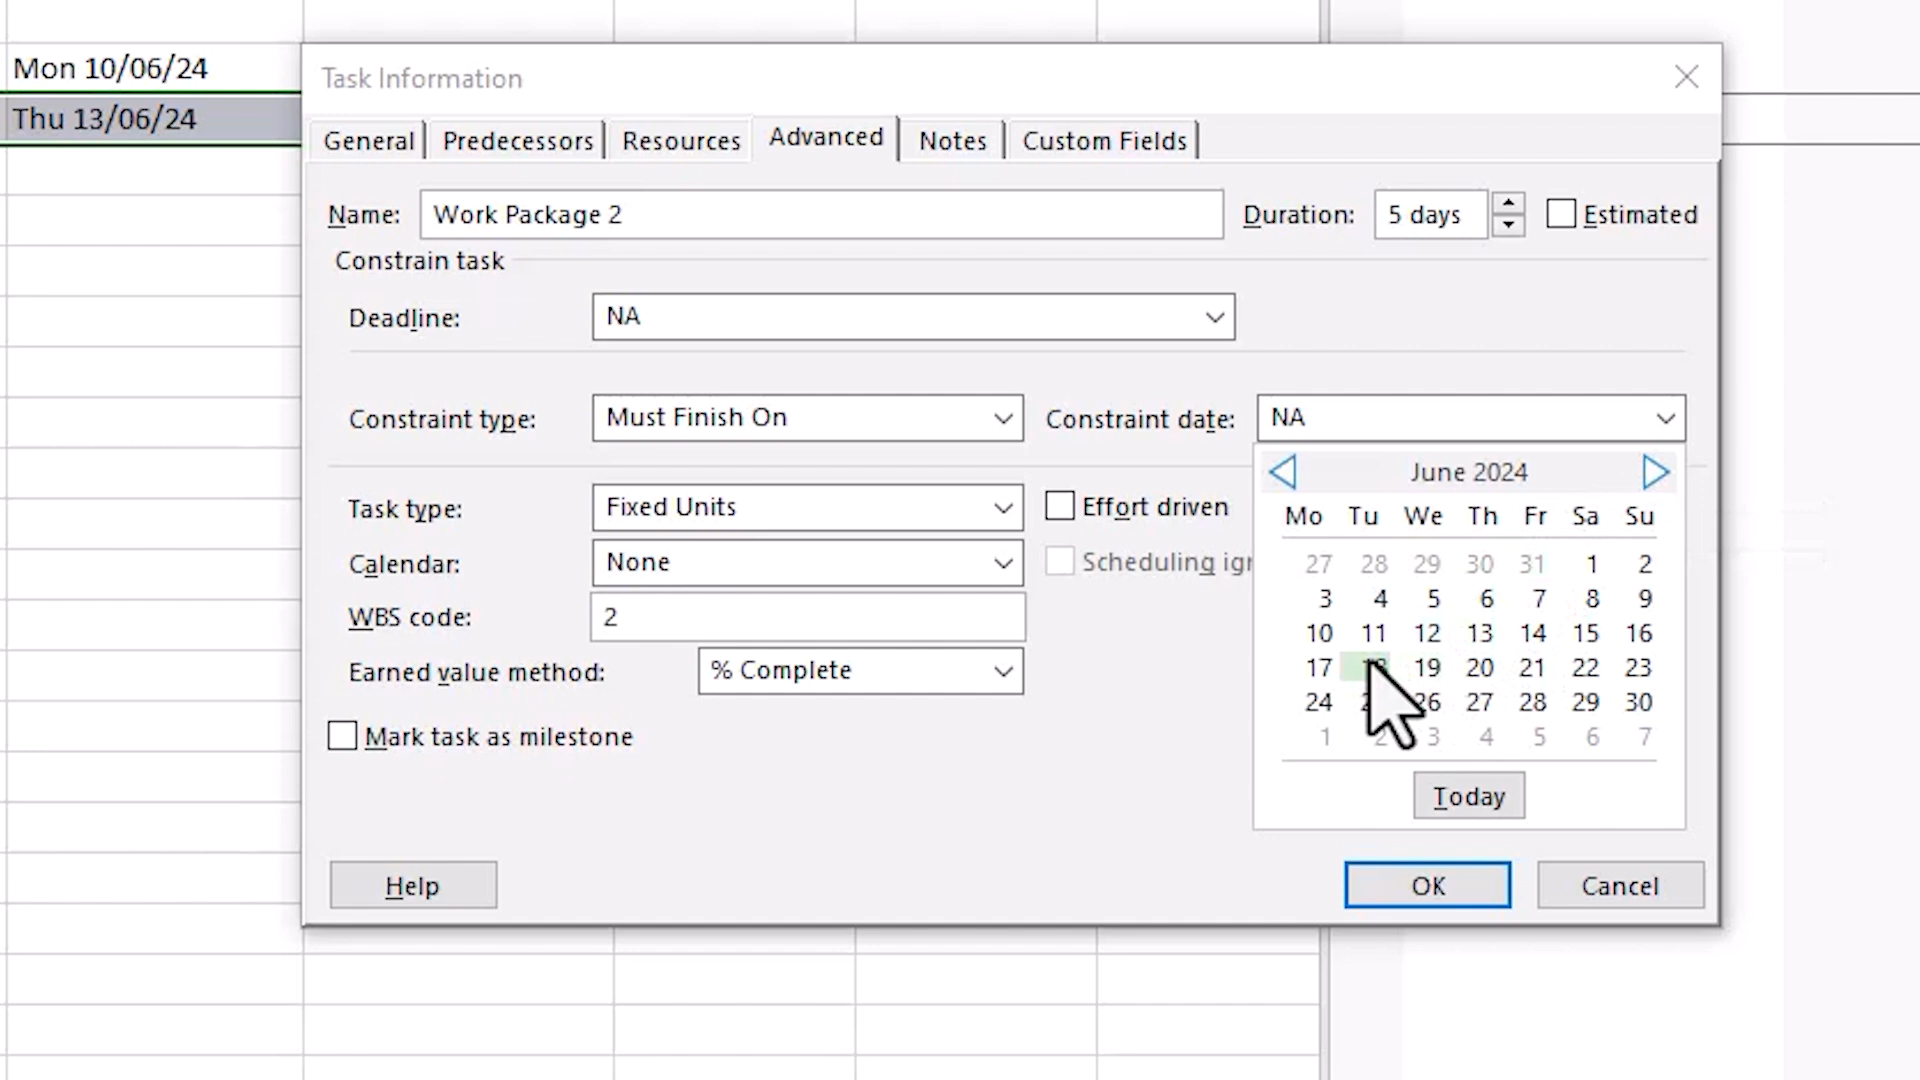 Mon 10/06/24
Thu 13/06/24
Task Information
General Predecessors Resources Advanced Notes Custom Fields
Name: Work Package 2 Duration: 5 days Estimated
Constrain task
Deadline: NA
Constraint type: Must Finish On Constraint date: NA
June 2024
Mo Tu We Th Fr Sa Su
27 28 29 30 31 1 2
3 4 5 6 7 8 9
10 11 12 13 14 15 16
17 18 19 20 21 22 23
24 26 27 28 29 30
1 2 3 4 5 6 7
Today
Task type: Fixed Units Effort driven
Calendar: None Scheduling
WBS code: 2
Earned value method: % Complete
Mark task as milestone
Help OK Cancel